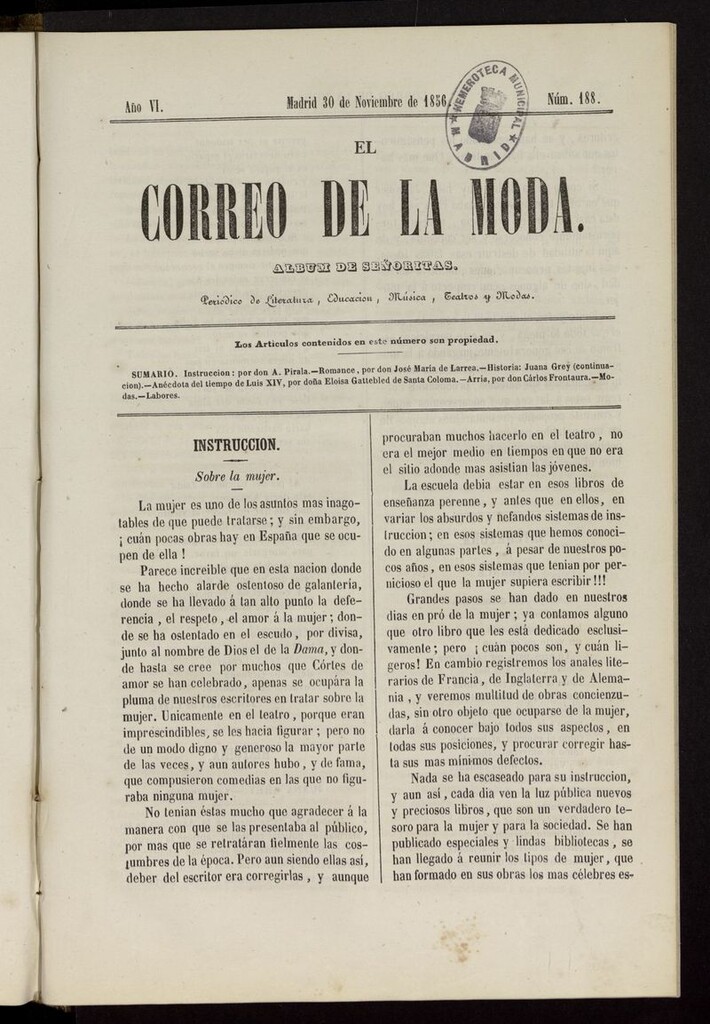 Año VI.
Madrid 30 de Noviembre de 1856.
Núm. 188.
HEMEROTECA MUNICIPAL
★ MADRID ★
EL
CORREO DE LA MODA.
ALBUM DE SEÑORITAS.
Periódico de Literatura, Educacion, Música, Teatros y Modas.
Los Articulos contenidos en este número son propiedad.
SUMARIO. Instruccion: por don A. Pirala.—Romance, por don José Maria de Larrea.—Historia: Juana Grey (continua-
cion).—Anécdota del tiempo de Luis XIV, por doña Eloisa Gattebled de Santa Coloma.—Arria, por don Cárlos Frontaura.—Mo-
das.—Labores.
INSTRUCCION.
Sobre la mujer.
La mujer es uno de los asuntos mas inago-
tables de que puede tratarse; y sin embargo,
¡ cuán pocas obras hay en España que se ocu-
pen de ella !
Parece increible que en esta nacion donde
se ha hecho alarde ostentoso de galantería,
donde se ha llevado á tan alto punto la defe-
rencia , el respeto, el amor á la mujer; don-
de se ha ostentado en el escudo, por divisa,
junto al nombre de Dios el de la Dama, y don-
de hasta se cree por muchos que Córtes de
amor se han celebrado, apenas se ocupára la
pluma de nuestros escritores en tratar sobre la
mujer. Unicamente en el teatro, porque eran
imprescindibles, se les hacia figurar ; pero no
de un modo digno y generoso la mayor parte
de las veces, y aun autores hubo, y de fama,
que compusieron comedias en las que no figu-
raba ninguna mujer.
No tenian éstas mucho que agradecer á la
manera con que se las presentaba al público,
por mas que se retratáran fielmente las cos-
tumbres de la época. Pero aun siendo ellas así,
deber del escritor era corregirlas, y aunque
procuraban muchos hacerlo en el teatro, no
era el mejor medio en tiempos en que no era
el sitio adonde mas asistian las jóvenes.
La escuela debia estar en esos libros de
enseñanza perenne, y antes que en ellos, en
variar los absurdos y nefandos sistemas de ins-
truccion; en esos sistemas que hemos conoci-
do en algunas partes, á pesar de nuestros po-
cos años, en esos sistemas que tenian por per-
nicioso el que la mujer supiera escribir!!!
Grandes pasos se han dado en nuestros
dias en pró de la mujer; ya contamos alguno
que otro libro que les está dedicado esclusi-
vamente; pero ¡ cuán pocos son, y cuán li-
geros! En cambio registremos los anales lite-
rarios de Francia, de Inglaterra y de Alema-
nia , y veremos multitud de obras concienzu-
das, sin otro objeto que ocuparse de la mujer,
darla á conocer bajo todos sus aspectos, en
todas sus posiciones, y procurar corregir has-
ta sus mas mínimos defectos.
Nada se ha escaseado para su instruccion,
y aun así, cada dia ven la luz pública nuevos
y preciosos libros, que son un verdadero te-
soro para la mujer y para la sociedad. Se han
publicado especiales y lindas bibliotecas, se
han llegado á reunir los tipos de mujer, que
han formado en sus obras los mas célebres es-